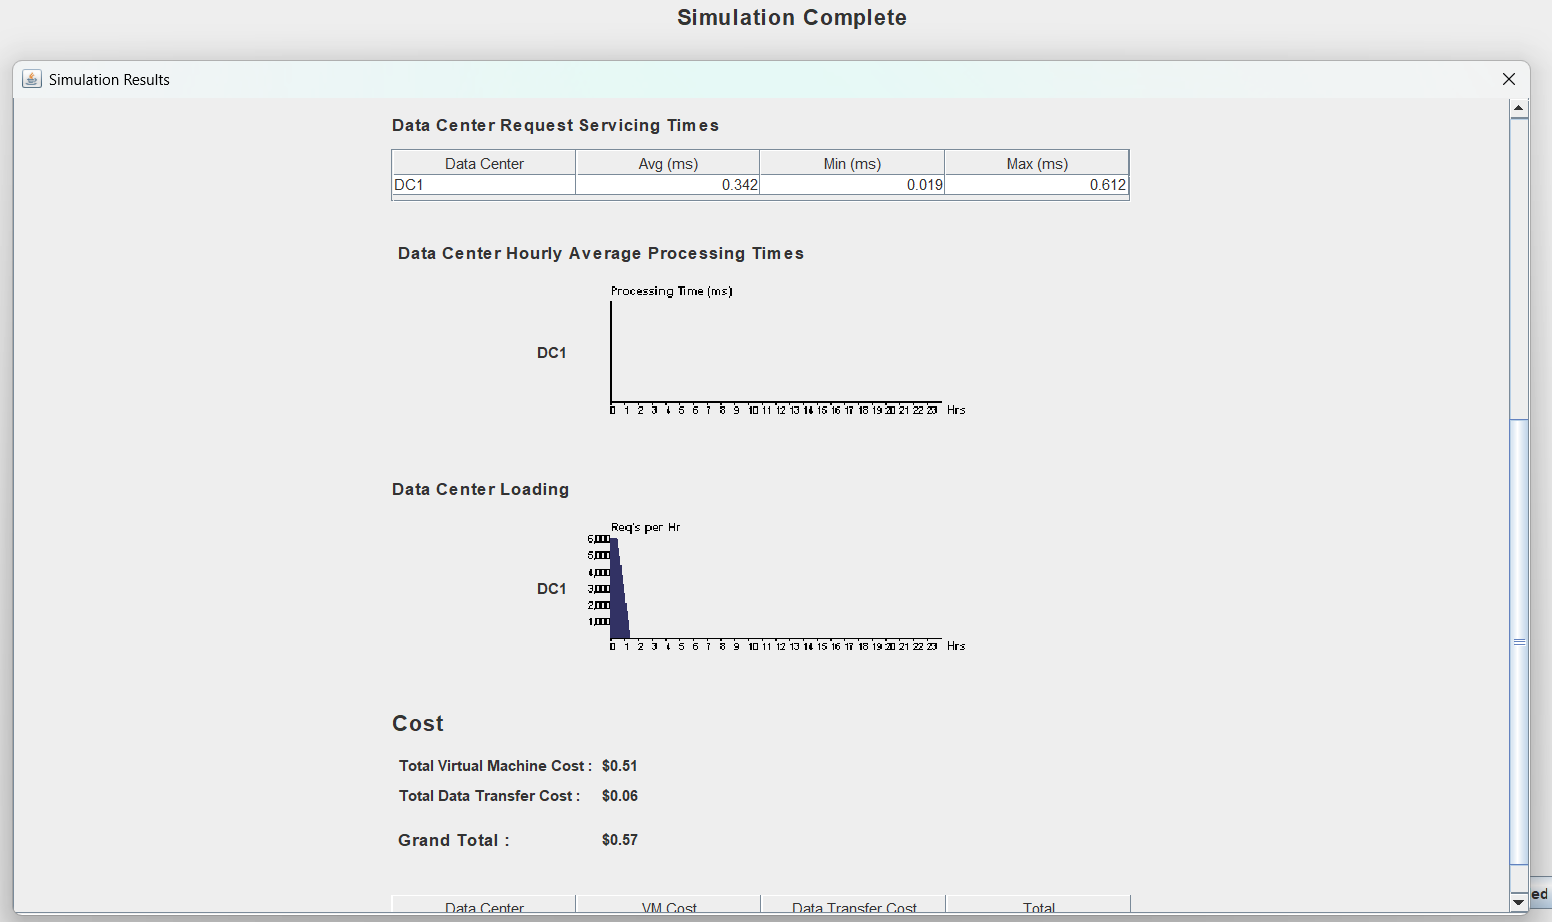 Simulation Complete
Simulation Results
Data Center Request Servicing Times
Data Center Avg (ms) Min (ms) Max (ms)
DC1 0.342 0.019 0.612
Data Center Hourly Average Processing Times
Processing Time (ms)
DC1
0 1 2 3 4 5 6 7 8 9 10 11 12 13 14 15 16 17 18 19 20 21 22 23 Hrs
Data Center Loading
Req's per Hr
6,000
5,000
4,000
DC1 3,000
2,000
1,000
0 1 2 3 4 5 6 7 8 9 10 11 12 13 14 15 16 17 18 19 20 21 22 23 Hrs
Cost
Total Virtual Machine Cost : $0.51
Total Data Transfer Cost : $0.06
Grand Total : $0.57
ed
Data Center VM Cost Data Transfer Cost Total